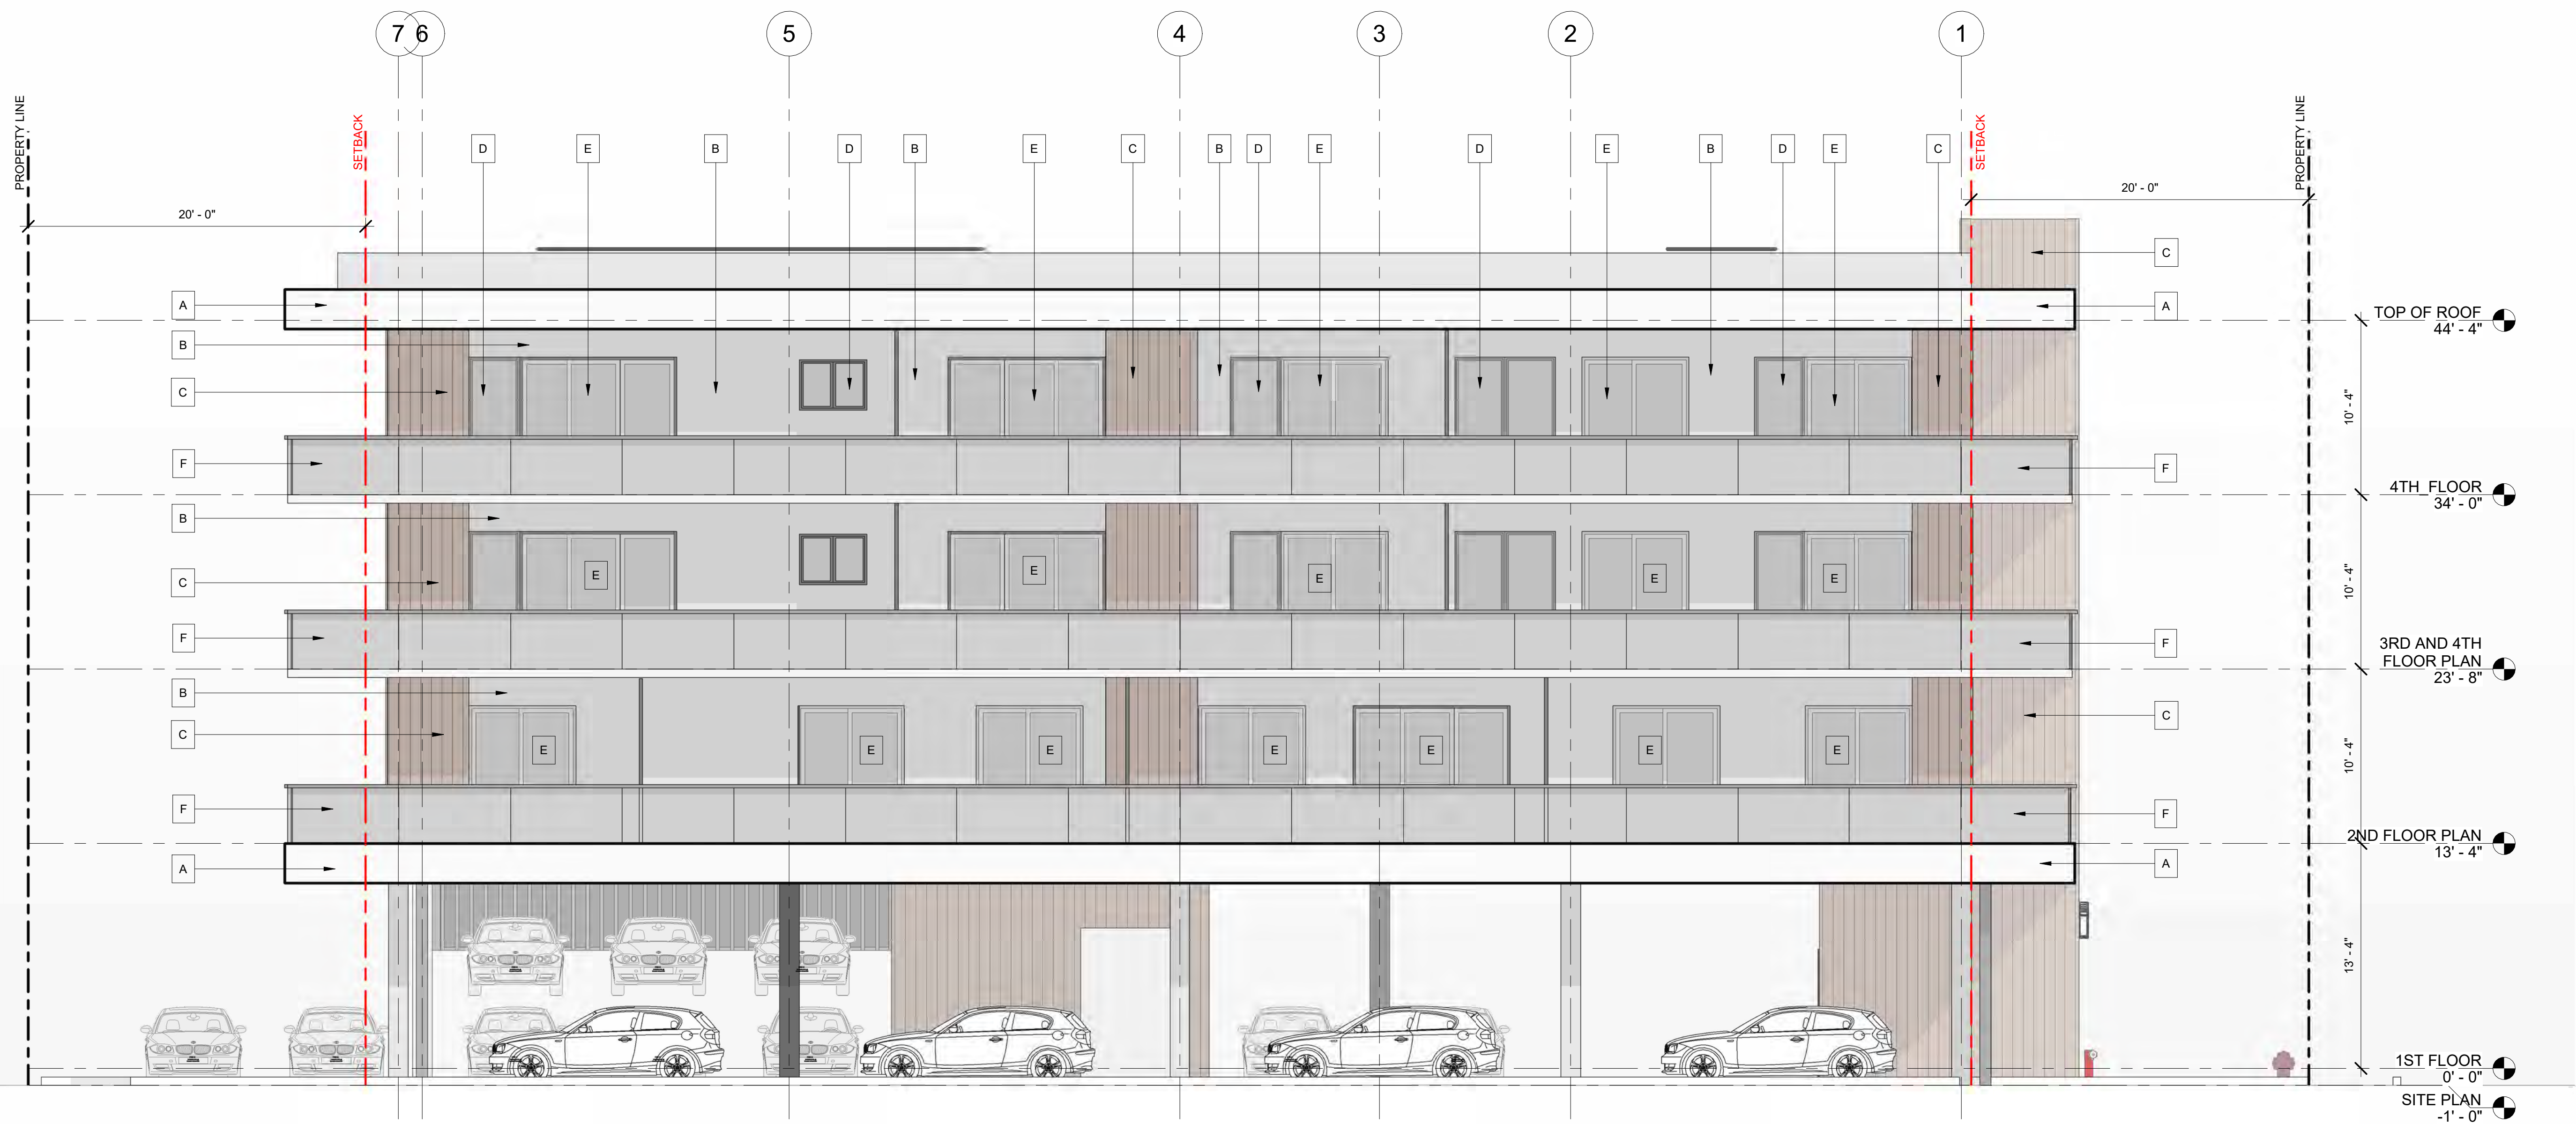 7 6 5 4 3 2 1
PROPERTY LINE
SETBACK
SETBACK
PROPERTY LINE
D E B D B E C B D E D E B D E C
20' - 0"
20' - 0"
C
A
A
TOP OF ROOF
44' - 4"
B
C
10' - 4"
F
F
4TH FLOOR
34' - 0"
B
E E E E E
C
10' - 4"
F
F
3RD AND 4TH
FLOOR PLAN
23' - 8"
B
C
C
E E E E E E E
10' - 4"
F
F
2ND FLOOR PLAN
13' - 4"
A
A
13' - 4"
1ST FLOOR
0' - 0"
SITE PLAN
-1' - 0"